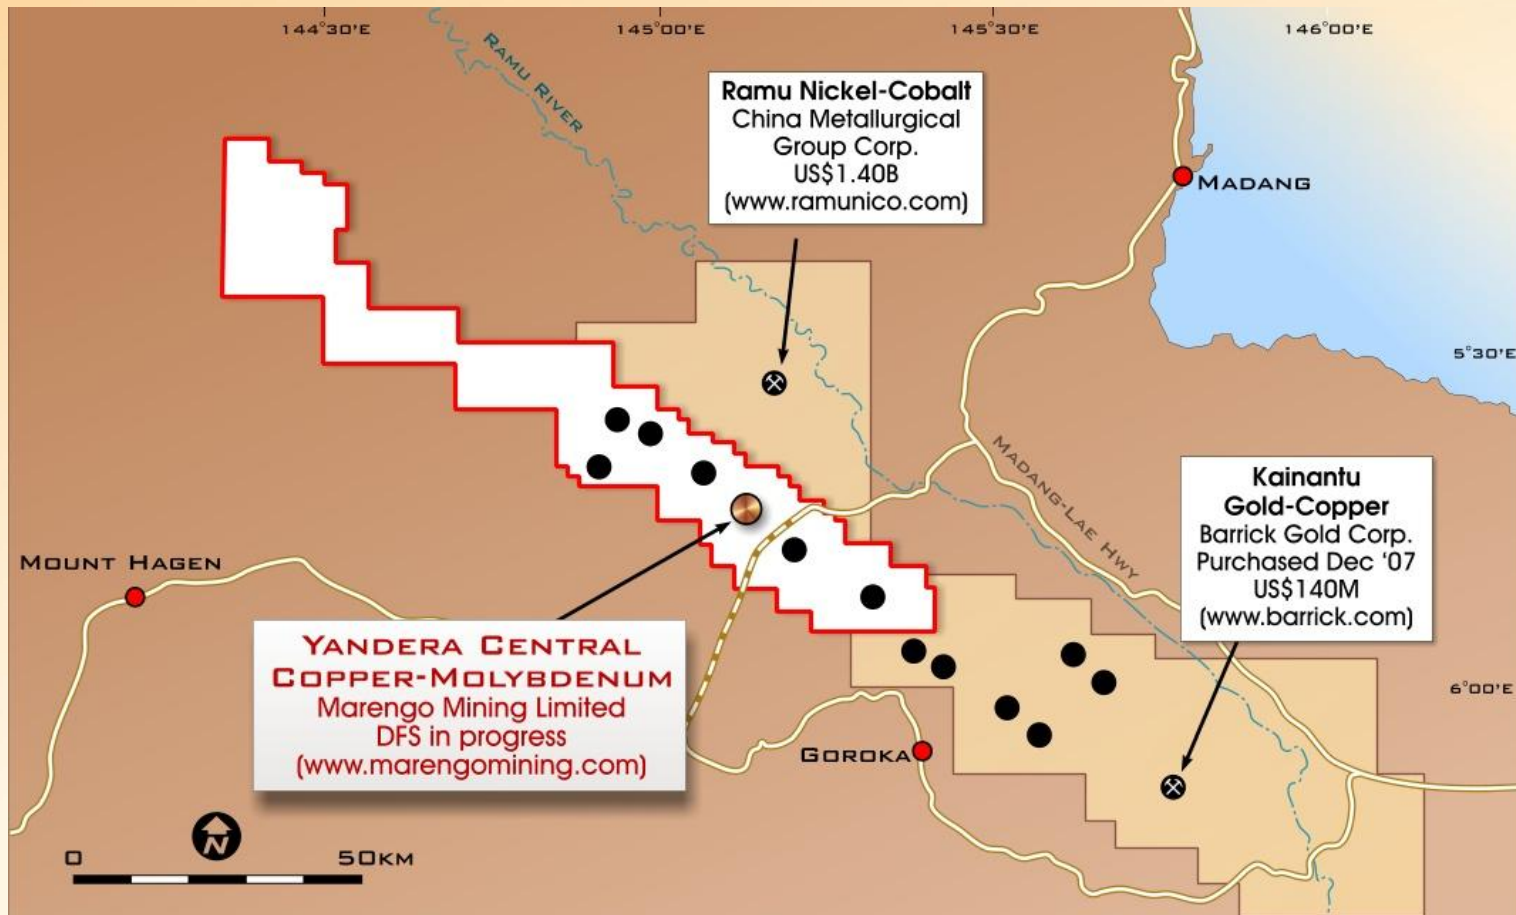 144°30'E
145°00'E
145°30'E
146°00'E
RAMU RIVER
Ramu Nickel-Cobalt
China Metallurgical
Group Corp.
US$1.40B
(www.ramunico.com)
MADANG
5°30'E
MADANG-LAE HWY
Kainantu
Gold-Copper
Barrick Gold Corp.
Purchased Dec '07
US$140M
(www.barrick.com)
MOUNT HAGEN
YANDERA CENTRAL
COPPER-MOLYBDENUM
Marengo Mining Limited
DFS in progress
(www.marengomining.com)
6°00'E
GOROKA
N
0 50KM